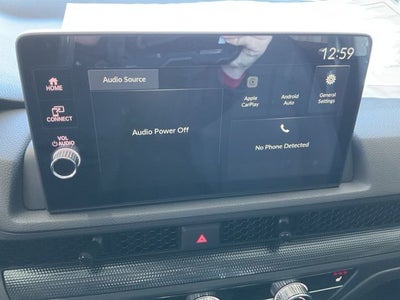 12:59
HOME
Audio Source
Apple
CarPlay
Android
Auto
General
Settings
CONNECT
VOL
AUDIO
Audio Power Off
No Phone Detected